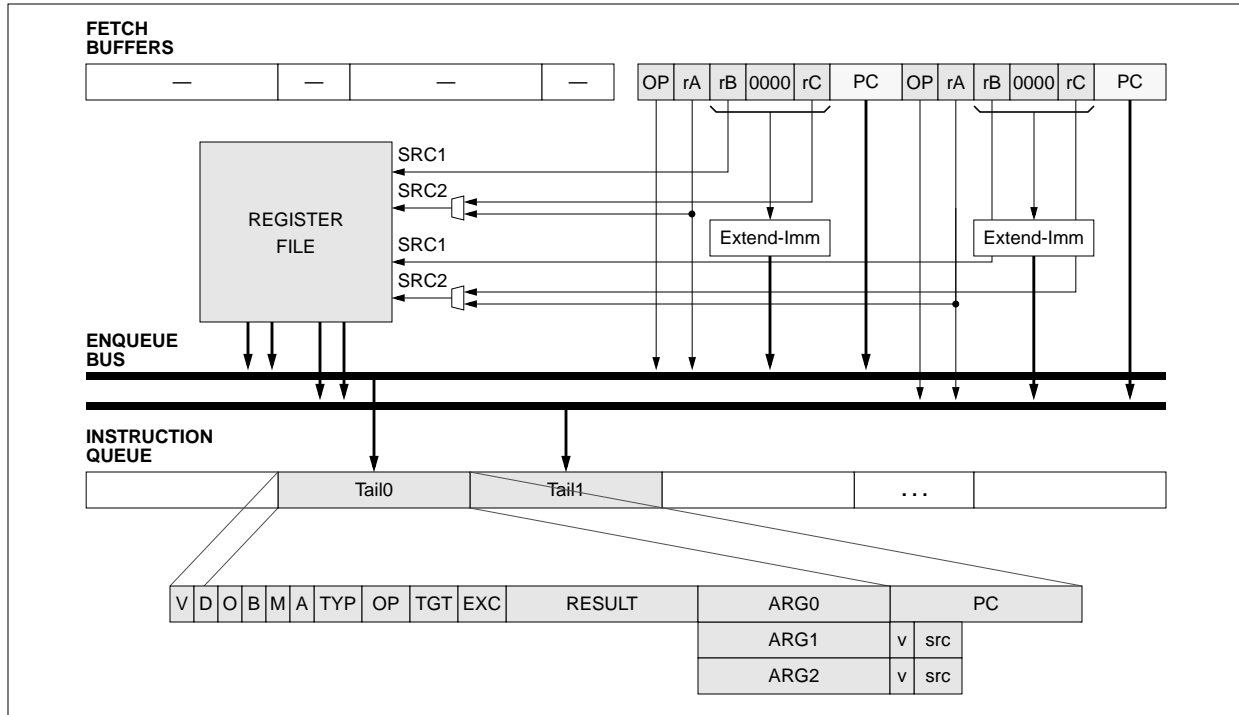 FETCH
BUFFERS
— — — —
OP rA rB 0000 rC PC OP rA rB 0000 rC PC
SRC1
SRC2
REGISTER
FILE
Extend-Imm Extend-Imm
SRC1
SRC2
ENQUEUE
BUS
INSTRUCTION
QUEUE
Tail0 Tail1 ...
V D O B M A TYP OP TGT EXC RESULT ARG0 PC
ARG1 v src
ARG2 v src